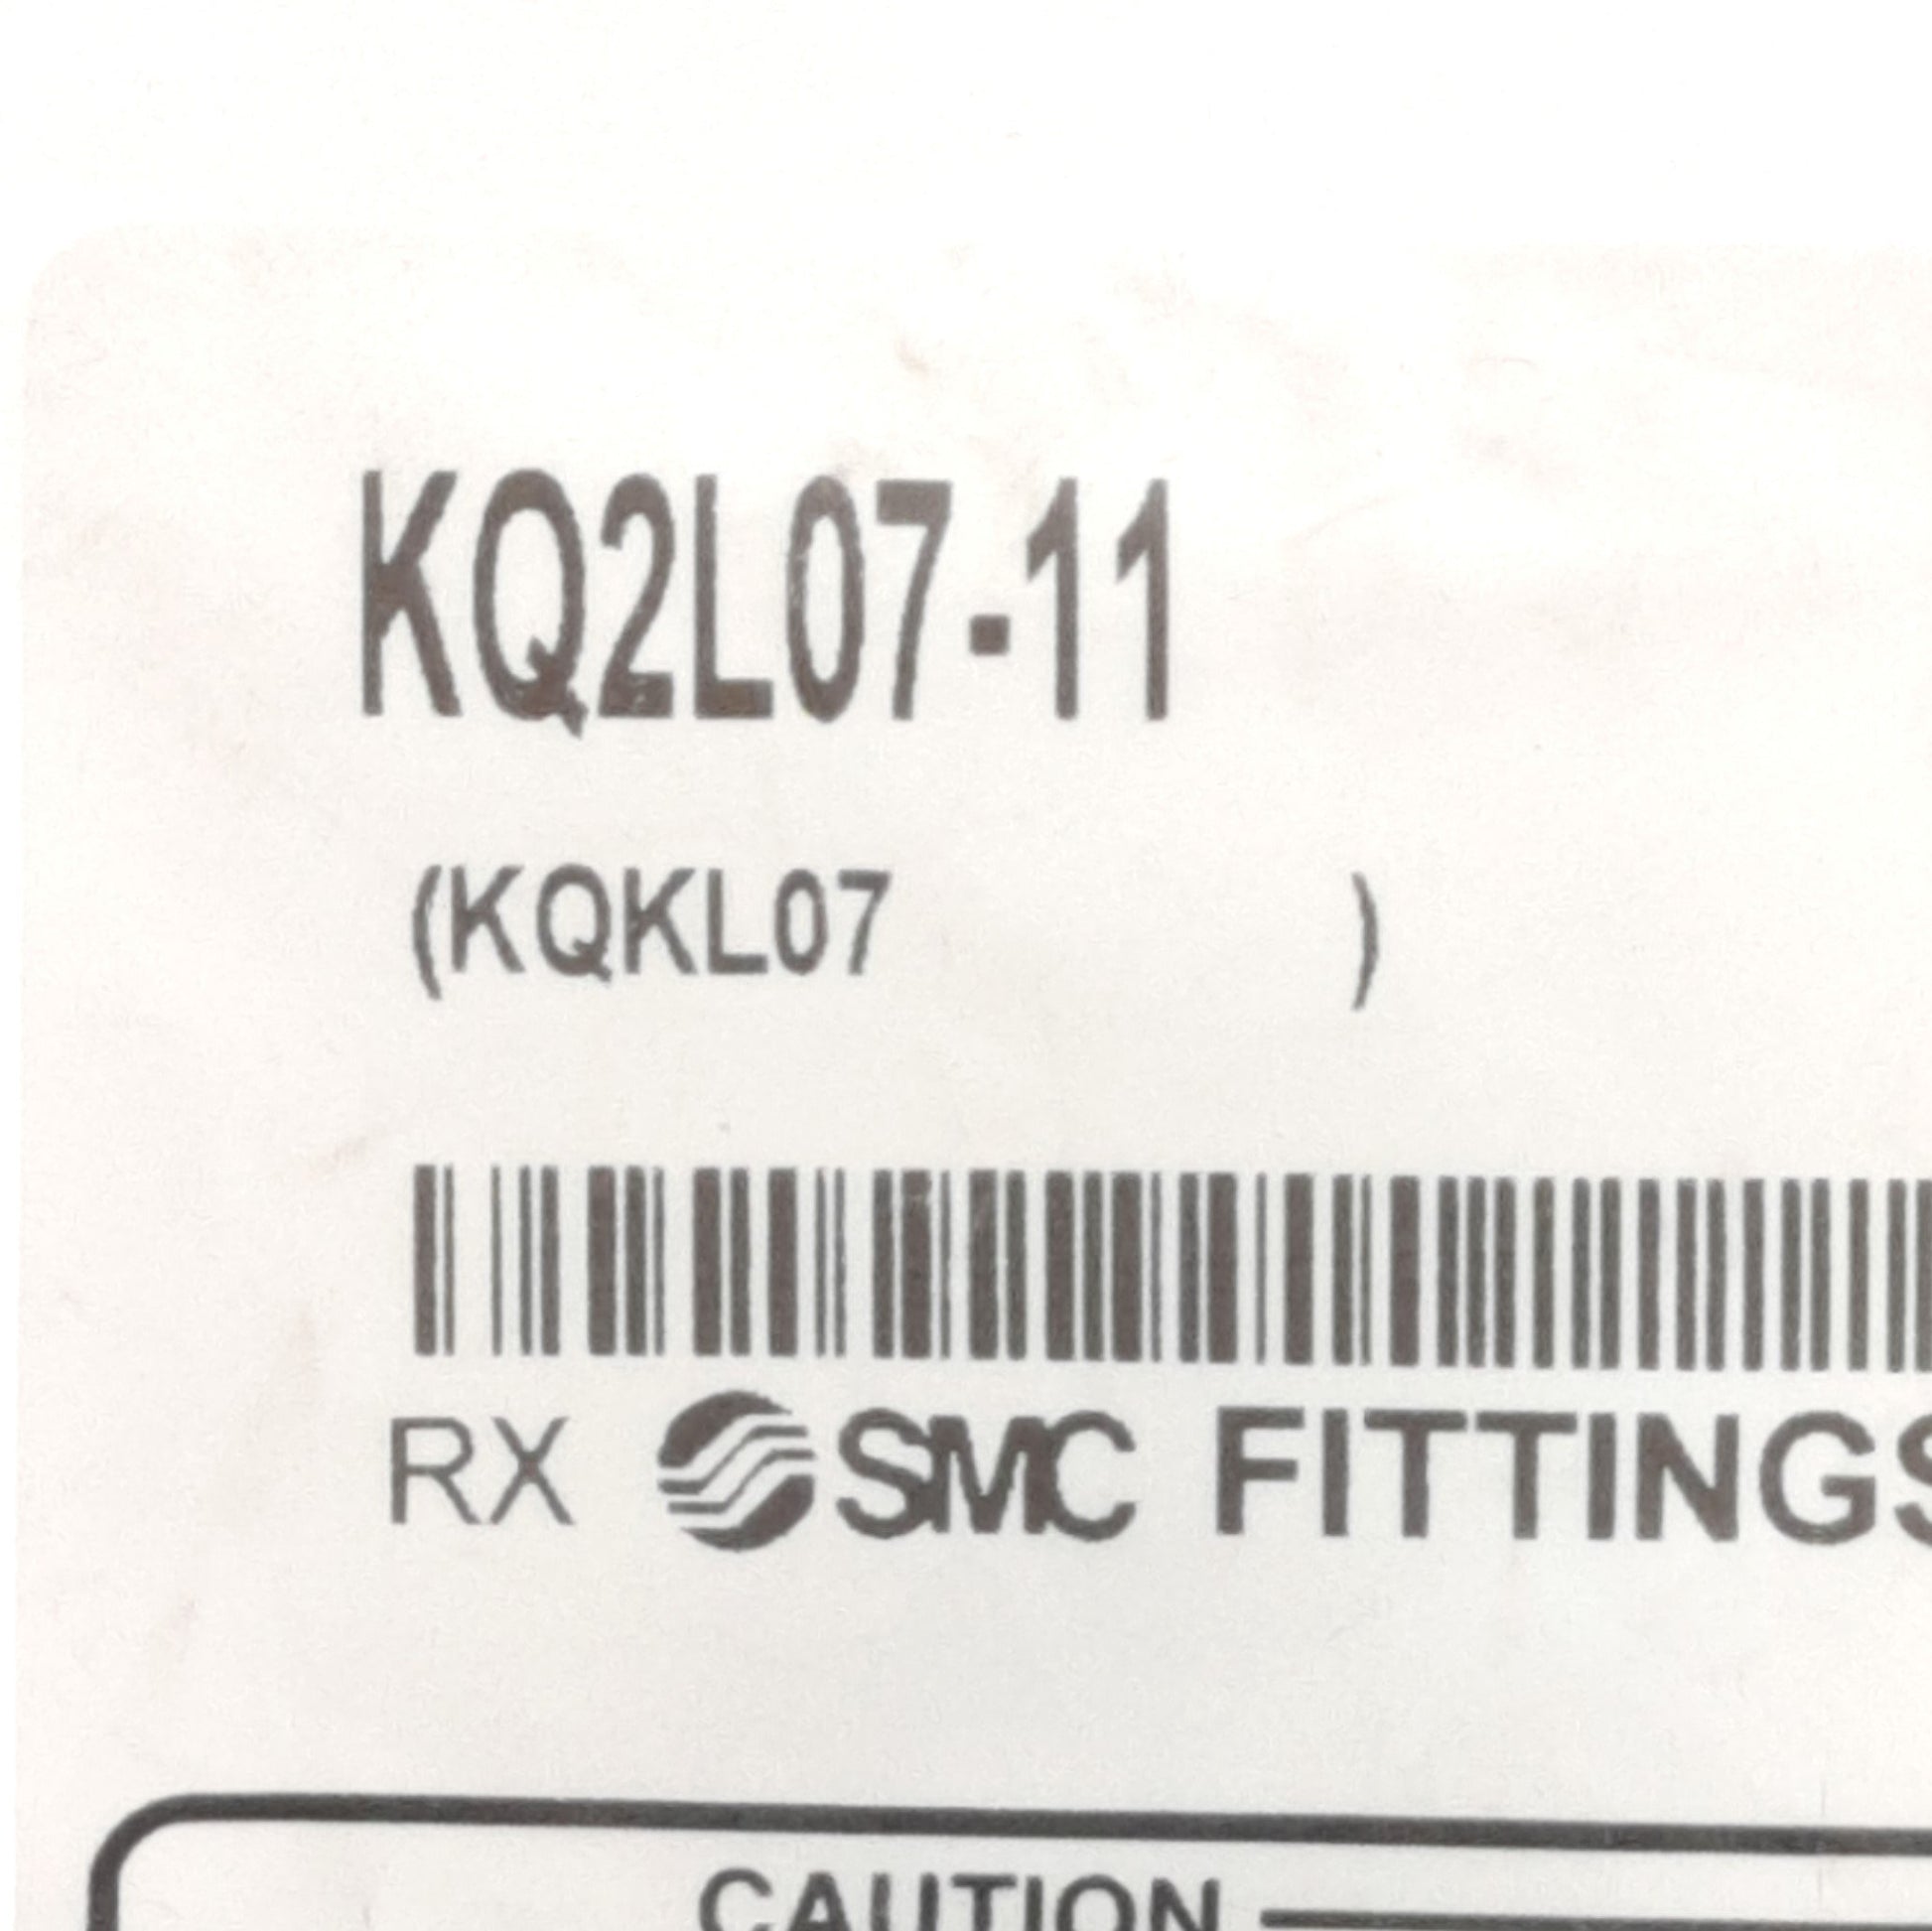 KQ2L07-11
(KQKL07 )
RX SMC FITTINGS
CAUTION